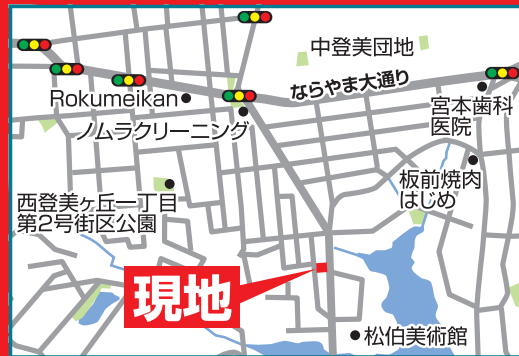 中登美団地
ならやま大通り
Rokumeikan
宮本歯科
医院
ノムラクリーニング
板前焼肉
はじめ
西登美ヶ丘一丁目
第2号街区公園
現地
松伯美術館